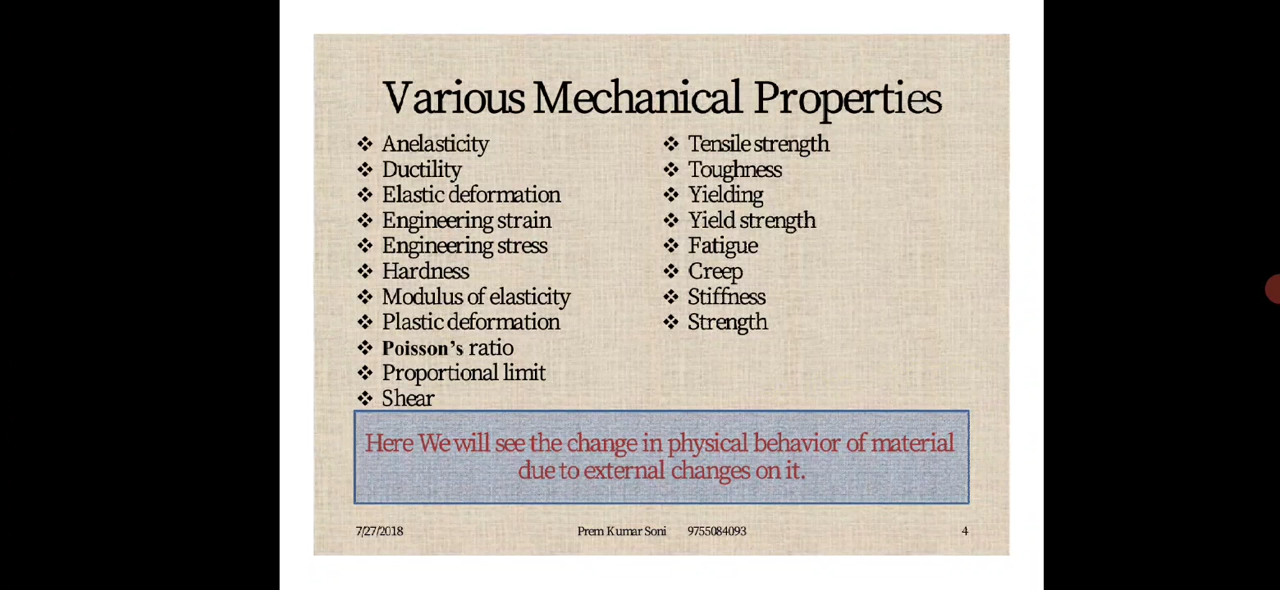 Various Mechanical Properties
❖ Anelasticity
❖ Ductility
❖ Elastic deformation
❖ Engineering strain
❖ Engineering stress
❖ Hardness
❖ Modulus of elasticity
❖ Plastic deformation
❖ Poisson’s ratio
❖ Proportional limit
❖ Shear
❖ Tensile strength
❖ Toughness
❖ Yielding
❖ Yield strength
❖ Fatigue
❖ Creep
❖ Stiffness
❖ Strength
Here We will see the change in physical behavior of material
due to external changes on it.
7/27/2018 Prem Kumar Soni 9755084093 4